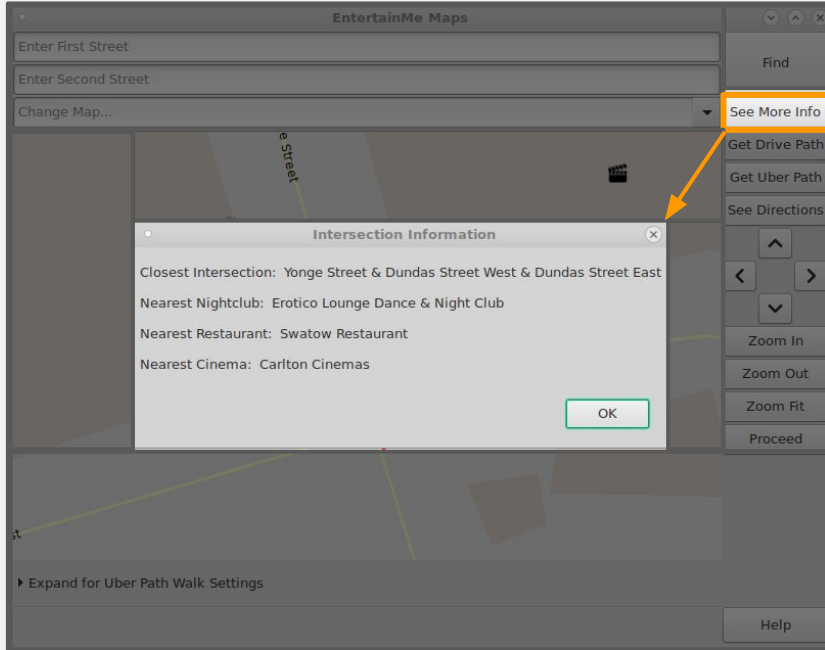 EntertainMe Maps
Enter First Street
Find
Enter Second Street
Change Map...
See More Info
e Street
Get Drive Path
Get Uber Path
See Directions
Intersection Information
Closest Intersection: Yonge Street & Dundas Street West & Dundas Street East
Nearest Nightclub: Erotico Lounge Dance & Night Club
Nearest Restaurant: Swatow Restaurant
Nearest Cinema: Carlton Cinemas
OK
Zoom In
Zoom Out
Zoom Fit
Proceed
st
Expand for Uber Path Walk Settings
Help